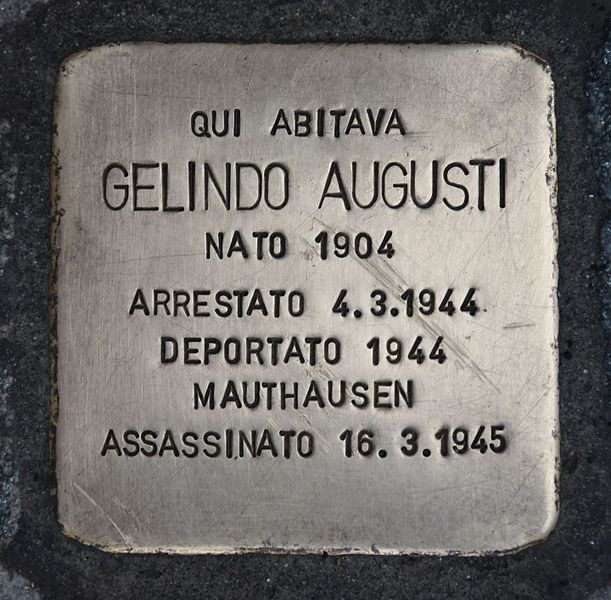 QUI ABITAVA
GELINDO AUGUSTI
NATO 1904
ARRESTATO 4.3.1944
DEPORTATO 1944
MAUTHAUSEN
ASSASSINATO 16.3.1945